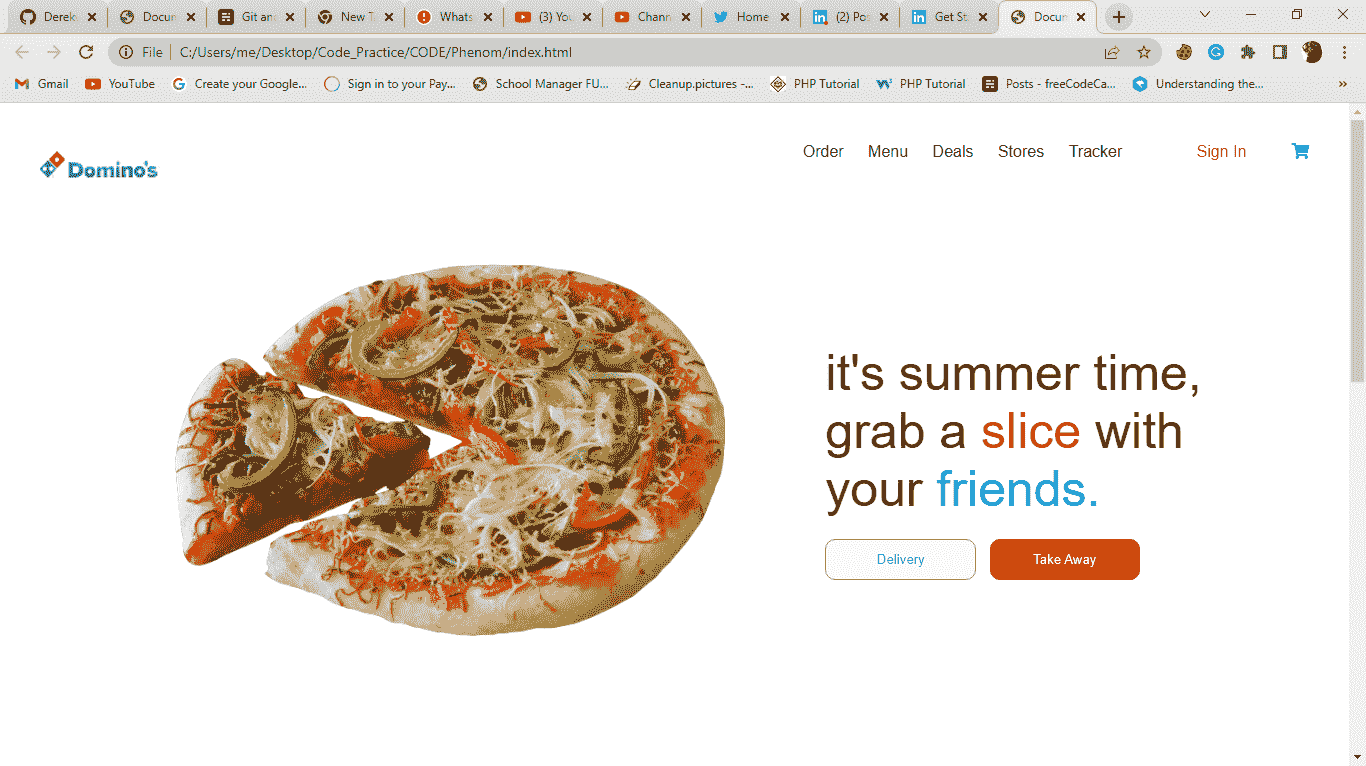 Derek
Docum
Git and
New T
Whats
(3) You
Chann
Home
(2) Pos
Get St
Docum
File
C:/Users/me/Desktop/Code_Practice/CODE/Phenom/index.html
Gmail
YouTube
Create your Google...
Sign in to your Pay...
School Manager FU...
Cleanup.pictures -...
PHP Tutorial
PHP Tutorial
Posts - freeCodeCa...
Understanding the...
»
Domino's
Order
Menu
Deals
Stores
Tracker
Sign In
it's summer time,
grab a slice with
your friends.
Delivery
Take Away